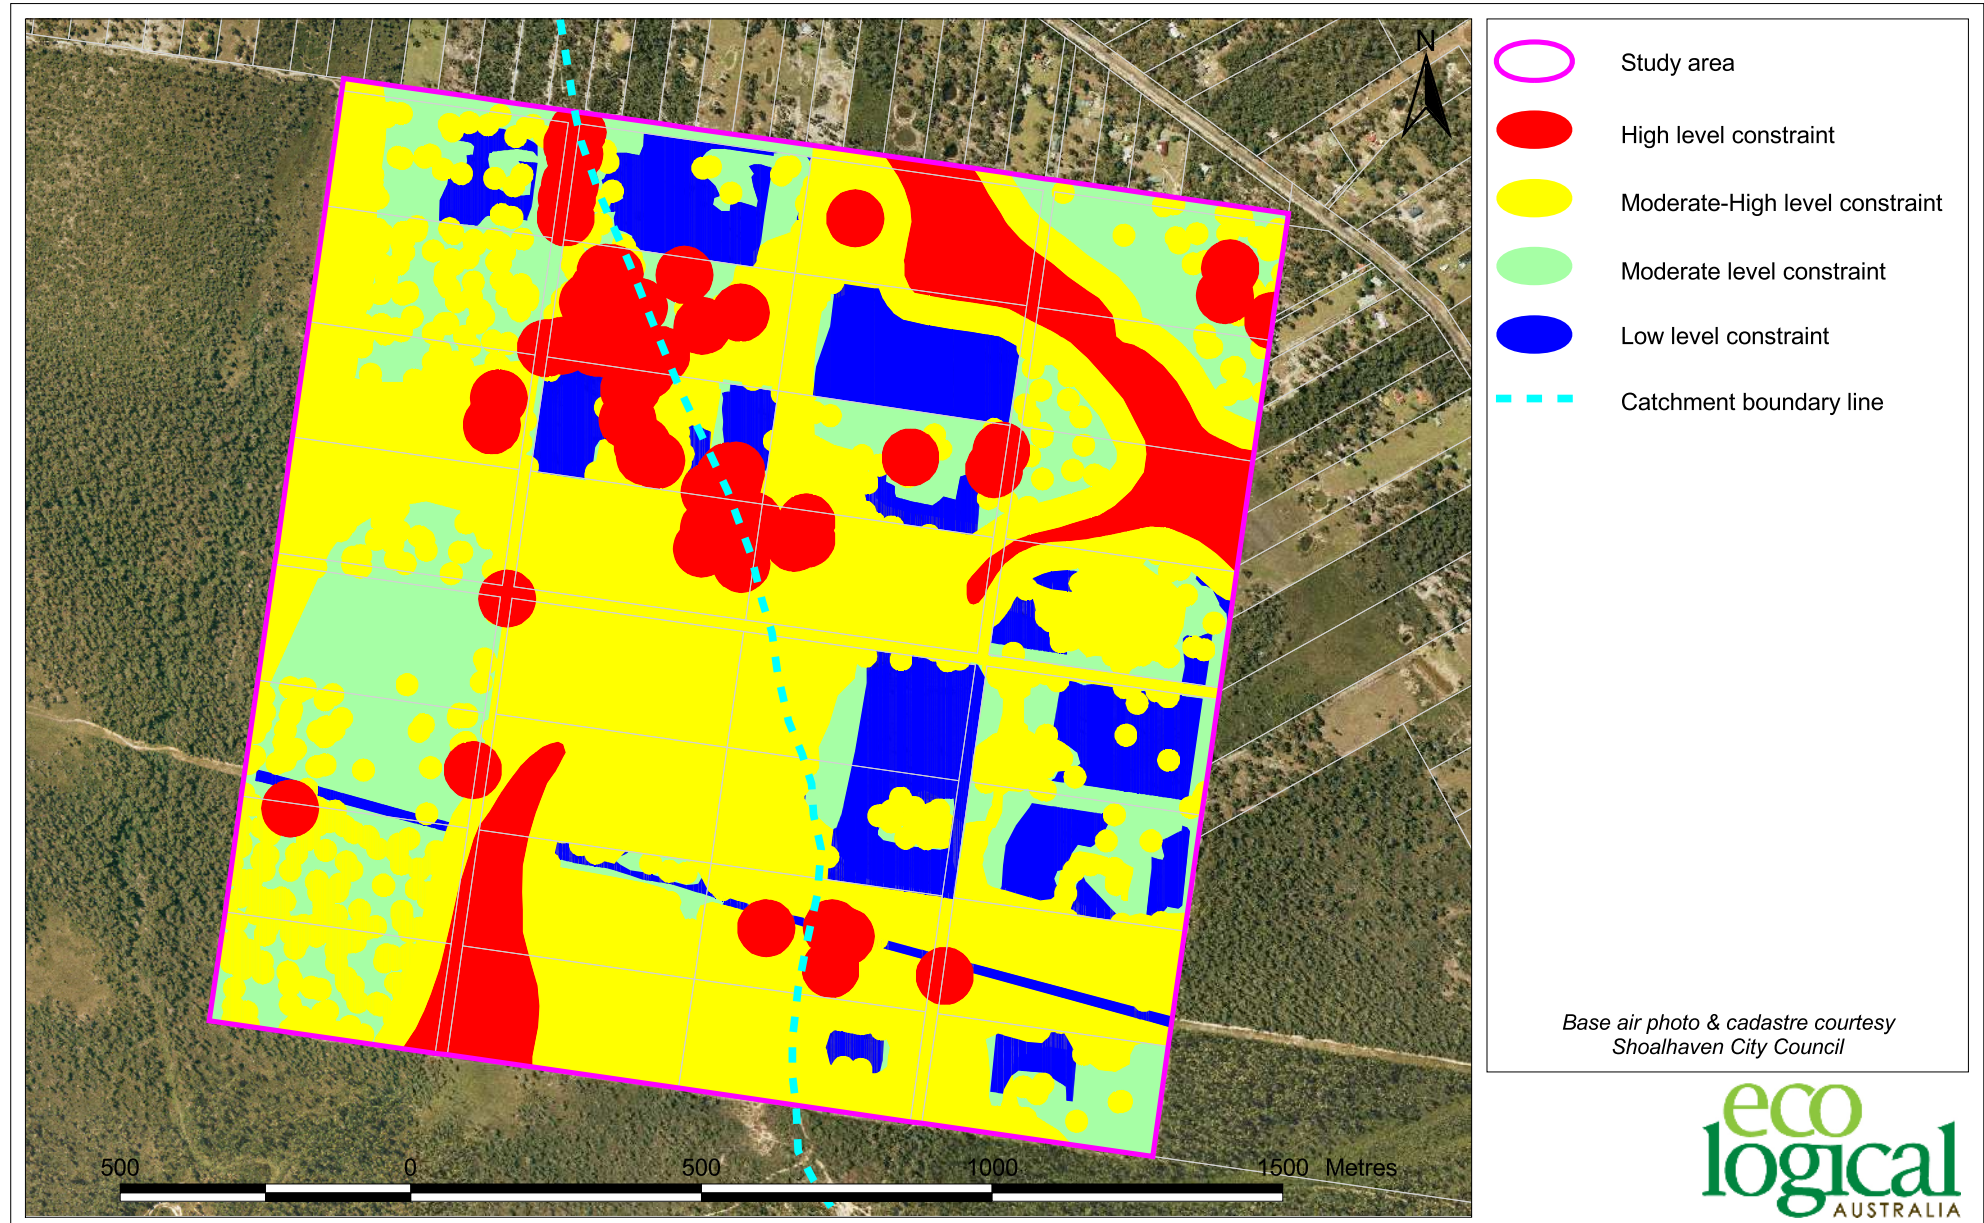 N
Study area
High level constraint
Moderate-High level constraint
Moderate level constraint
Low level constraint
Catchment boundary line
Base air photo & cadastre courtesy
Shoalhaven City Council
500 0 500 1000 1500 Metres
eco
logical
AUSTRALIA